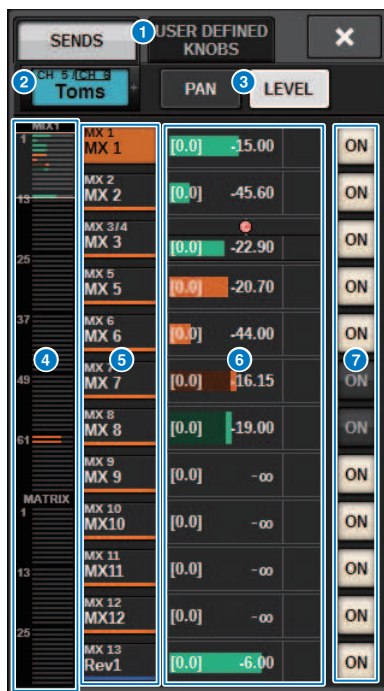 SENDS
1
USER DEFINED
KNOBS
×
2
CH 5 / CH 6
Toms
PAN
3
LEVEL
MIX1
1
13
25
37
4
49
61
MATRIX
1
13
25
MX 1
MX 1
[0.0] -15.00 ON
MX 2
MX 2
[0.0] -45.60 ON
MX 3/4
MX 3
[0.0] -22.90 ON
MX 5
MX 5
[0.0] -20.70 ON
MX 6
MX 6
[0.0] -44.00 ON
5
6
7
MX 7
MX 7
[0.0] -16.15 ON
MX 8
MX 8
[0.0] -19.00 ON
MX 9
MX 9
[0.0] -∞ ON
MX 10
MX10
[0.0] -∞ ON
MX 11
MX11
[0.0] -∞ ON
MX 12
MX12
[0.0] -∞ ON
MX 13
Rev1
[0.0] -6.00 ON